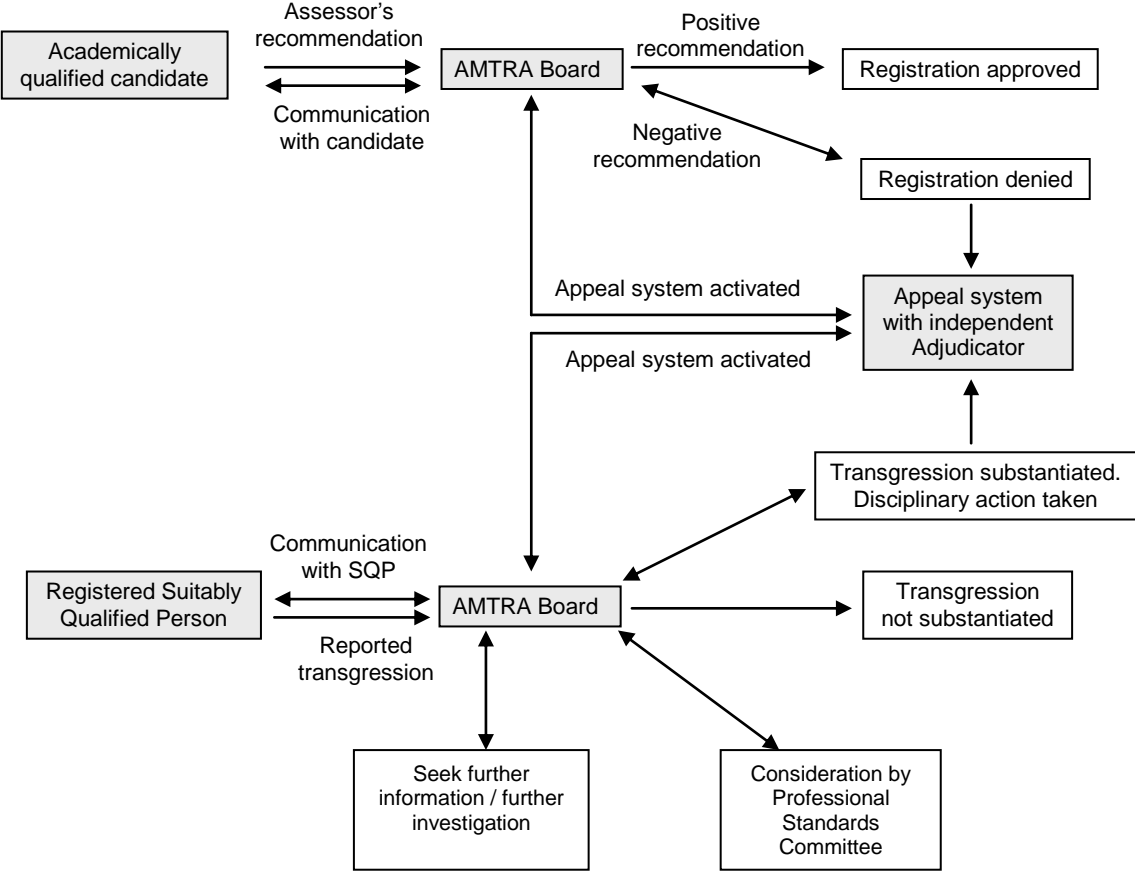 Assessor's
recommendation
Academically
qualified candidate
Communication
with candidate
AMTRA Board
Positive
recommendation
Registration approved
Negative
recommendation
Registration denied
Appeal system activated
Appeal system activated
Appeal system
with independent
Adjudicator
Transgression substantiated.
Disciplinary action taken
Communication
with SQP
Registered Suitably
Qualified Person
Reported
transgression
AMTRA Board
Transgression
not substantiated
Seek further
information / further
investigation
Consideration by
Professional
Standards
Committee